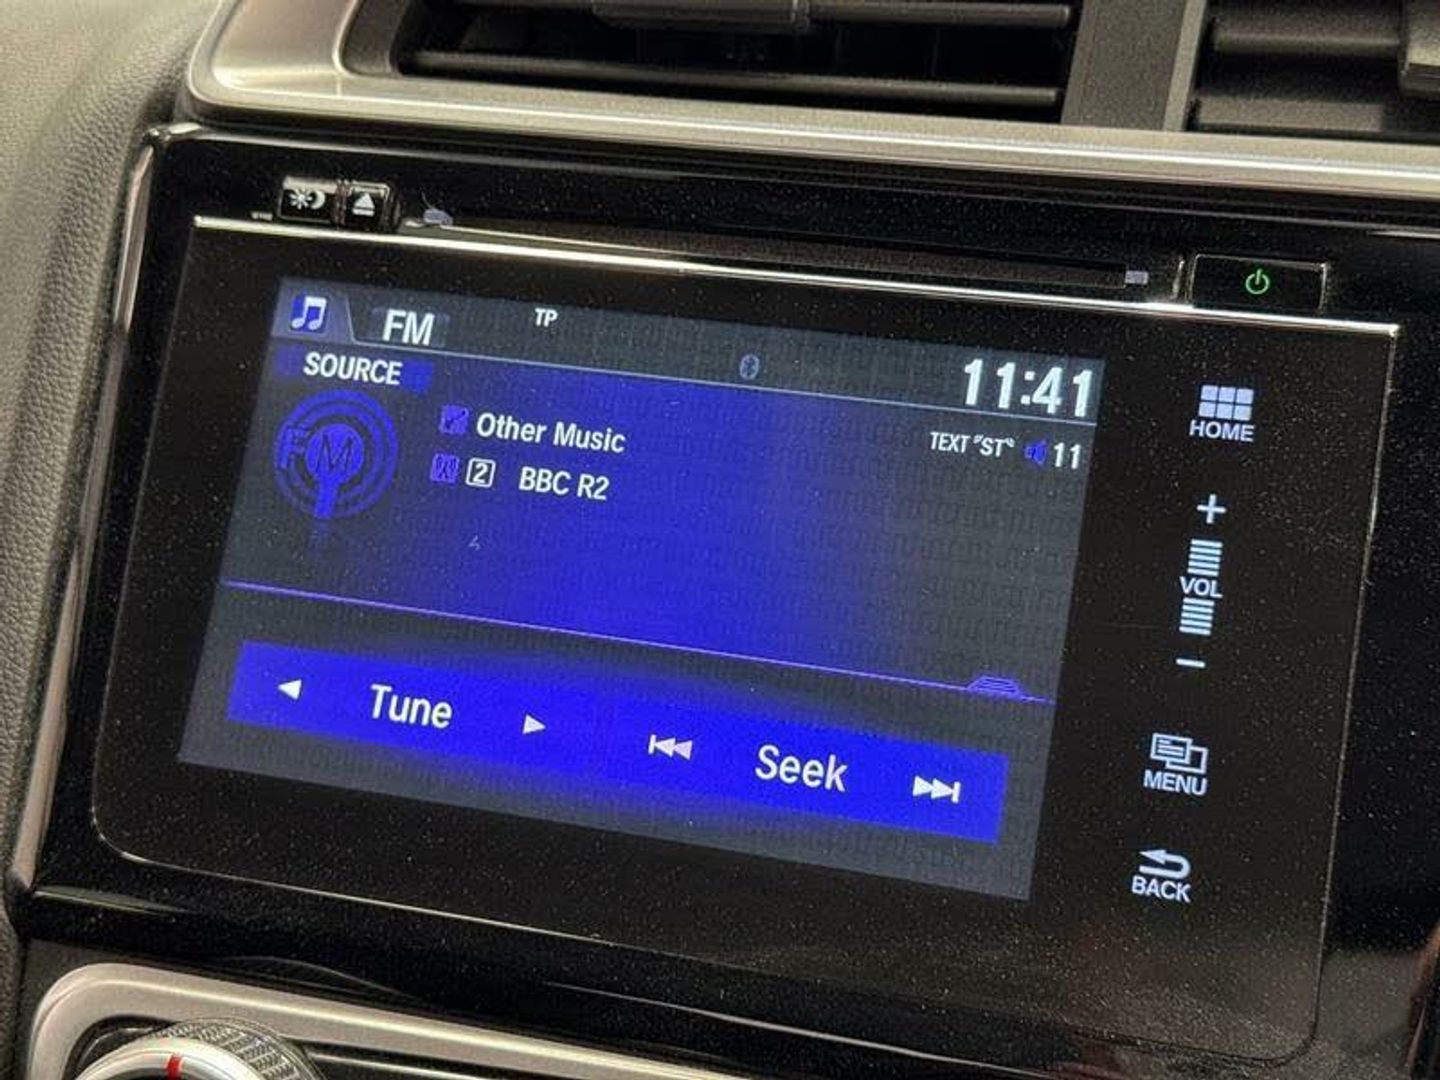 FM
TP
11:41
SOURCE
FM
Other Music
TEXT "ST" 11
2 BBC R2
Tune
Seek
HOME
+
VOL
−
MENU
BACK